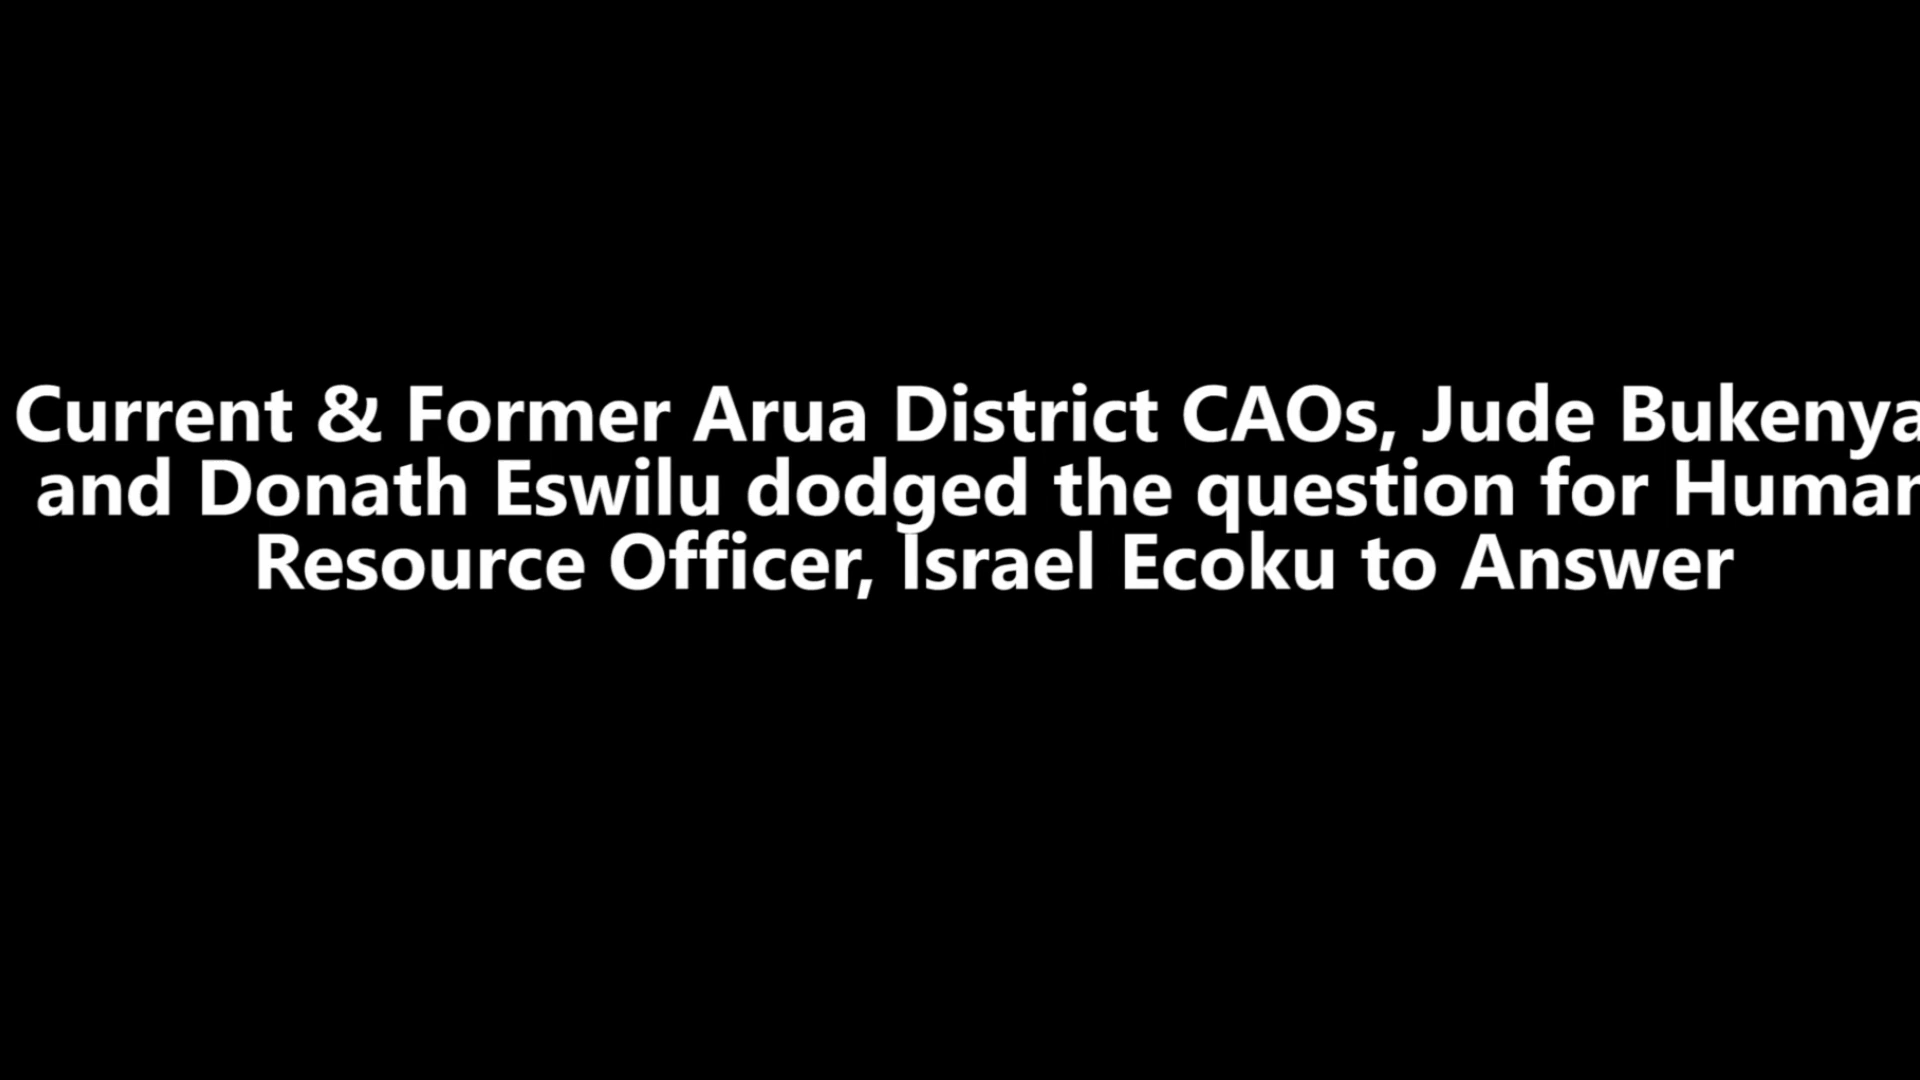 Current & Former Arua District CAOs, Jude Bukenya
and Donath Eswilu dodged the question for Human
Resource Officer, Israel Ecoku to Answer